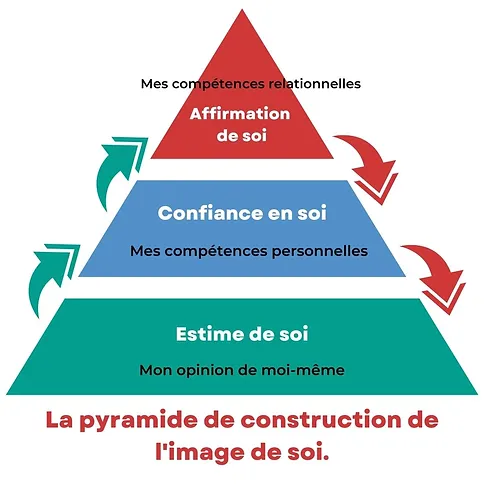 Mes compétences relationnelles
Affirmation
de soi
Confiance en soi
Mes compétences personnelles
Estime de soi
Mon opinion de moi-même
La pyramide de construction de
l'image de soi.